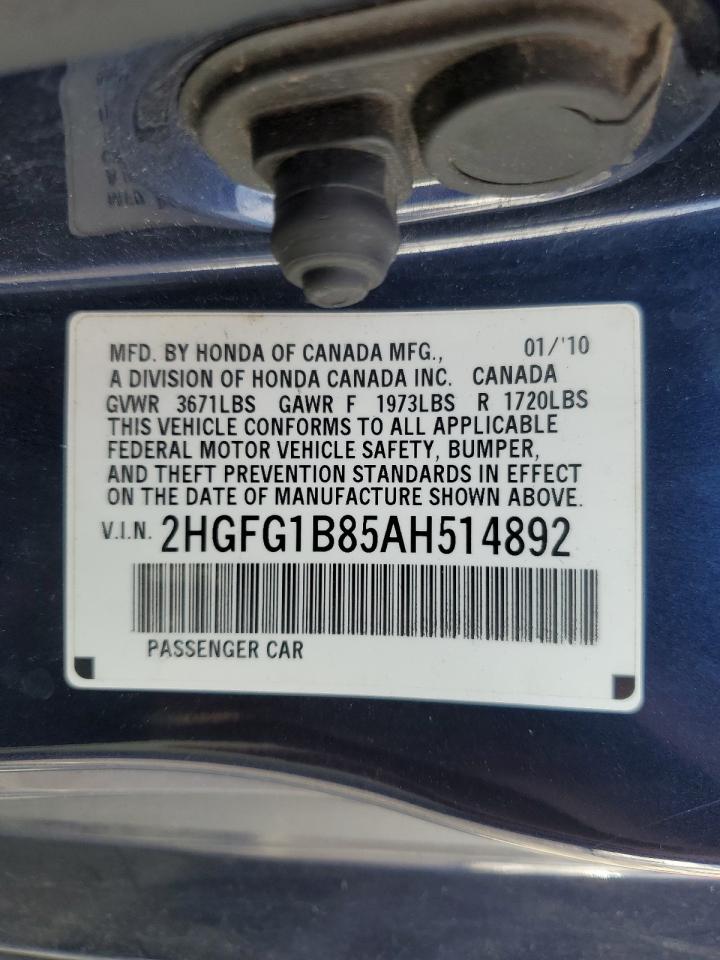 MFD. BY HONDA OF CANADA MFG., 01/'10
A DIVISION OF HONDA CANADA INC. CANADA
GVWR 3671LBS GAWR F 1973LBS R 1720LBS
THIS VEHICLE CONFORMS TO ALL APPLICABLE
FEDERAL MOTOR VEHICLE SAFETY, BUMPER,
AND THEFT PREVENTION STANDARDS IN EFFECT
ON THE DATE OF MANUFACTURE SHOWN ABOVE.
V.I.N. 2HGFG1B85AH514892
PASSENGER CAR